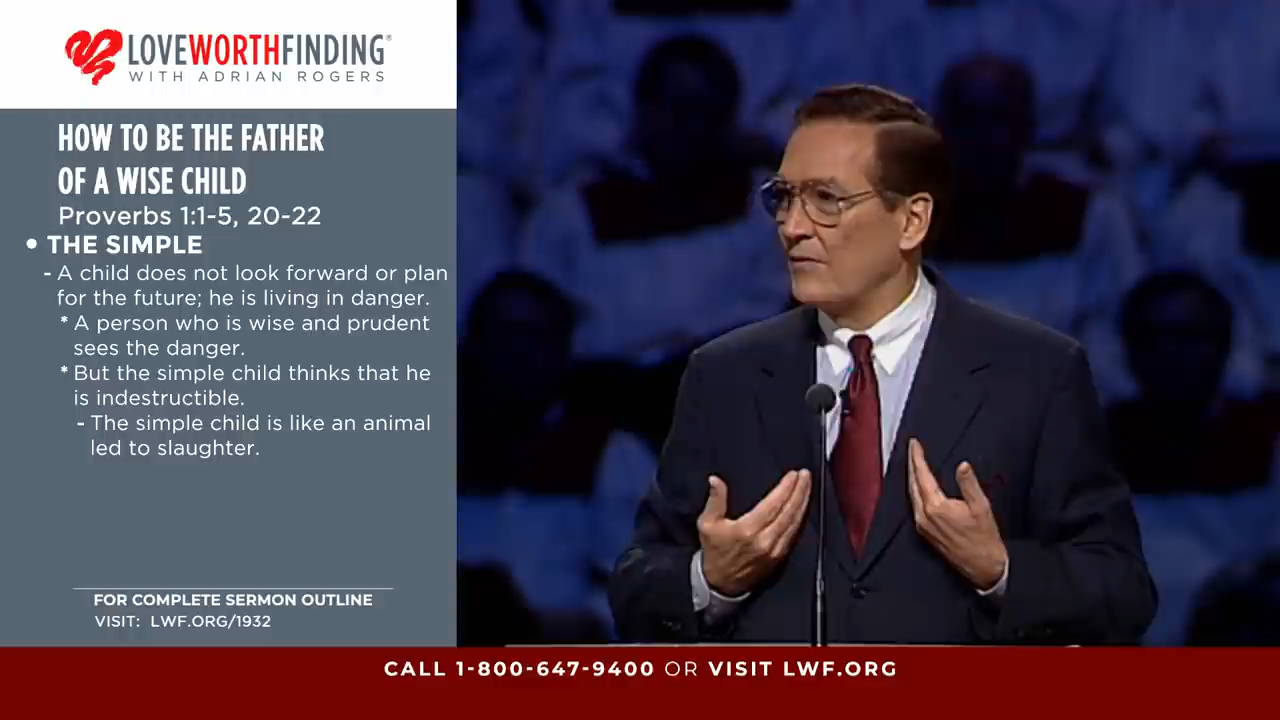 LOVEWORTHFINDING®
WITH ADRIAN ROGERS
HOW TO BE THE FATHER
OF A WISE CHILD
Proverbs 1:1-5, 20-22
• THE SIMPLE
- A child does not look forward or plan
for the future; he is living in danger.
* A person who is wise and prudent
sees the danger.
* But the simple child thinks that he
is indestructible.
- The simple child is like an animal
led to slaughter.
FOR COMPLETE SERMON OUTLINE
VISIT: LWF.ORG/1932
CALL 1-800-647-9400 OR VISIT LWF.ORG